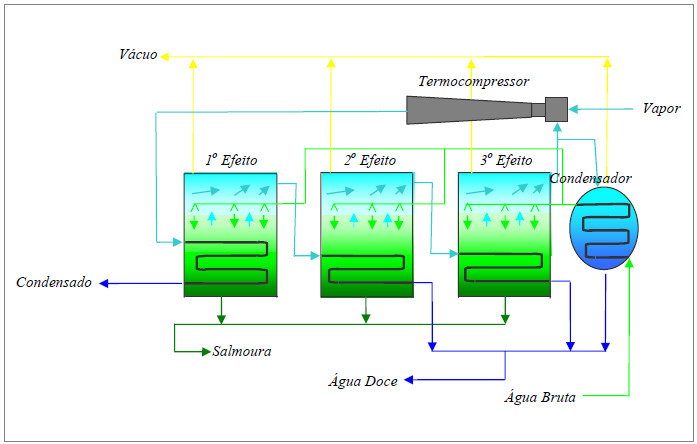 Vácuo
Termocompressor
Vapor
1º Efeito
2º Efeito
3º Efeito
Condensador
Condensado
Salmoura
Água Doce
Água Bruta